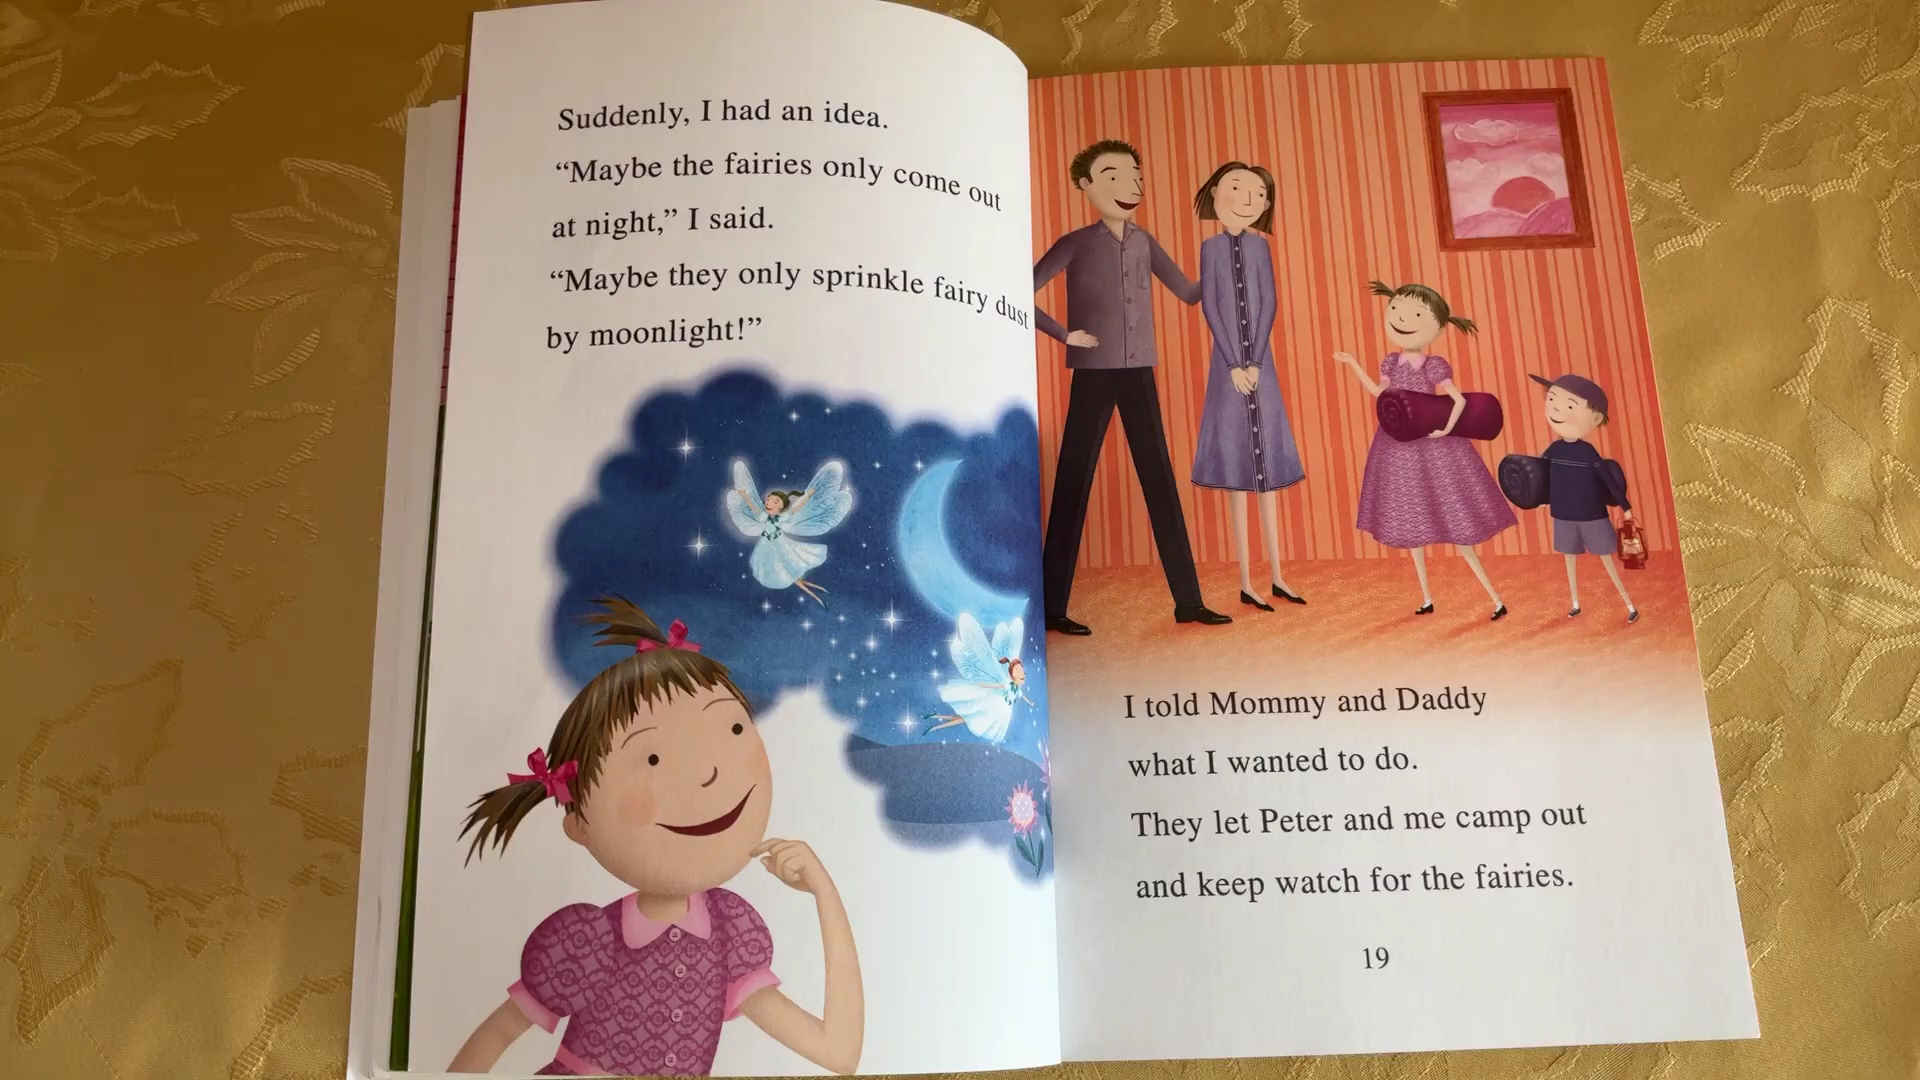 Suddenly, I had an idea.
“Maybe the fairies only come out
at night,” I said.
“Maybe they only sprinkle fairy dust
by moonlight!”
I told Mommy and Daddy
what I wanted to do.
They let Peter and me camp out
and keep watch for the fairies.
19